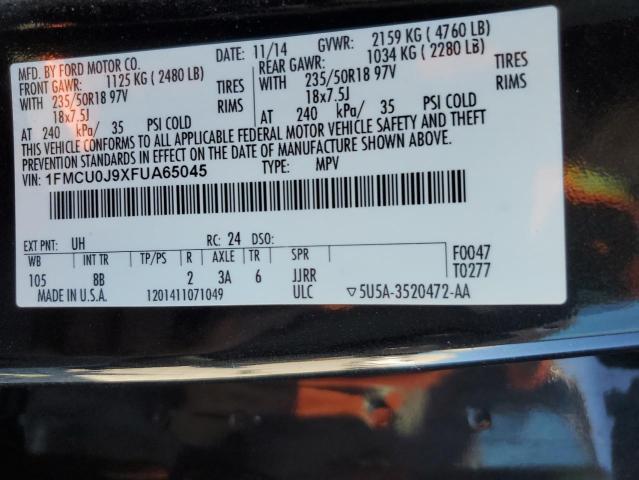 MFD. BY FORD MOTOR CO.
DATE: 11/14 GVWR: 2159 KG ( 4760 LB)
FRONT GAWR: 1125 KG ( 2480 LB) REAR GAWR: 1034 KG ( 2280 LB)
WITH 235/50R18 97V TIRES WITH 235/50R18 97V TIRES
18x7.5J RIMS 18x7.5J RIMS
AT 240 kPa/ 35 PSI COLD AT 240 kPa/ 35 PSI COLD
THIS VEHICLE CONFORMS TO ALL APPLICABLE FEDERAL MOTOR VEHICLE SAFETY AND THEFT
PREVENTION STANDARDS IN EFFECT ON THE DATE OF MANUFACTURE SHOWN ABOVE.
VIN: 1FMCU0J9XFUA65045 TYPE: MPV
EXT PNT: UH RC: 24 DSO:
WB INT TR TP/PS R AXLE TR SPR F0047
105 8B 2 3A 6 JJRR T0277
MADE IN U.S.A. 1201411071049 ULC ▽5U5A-3520472-AA